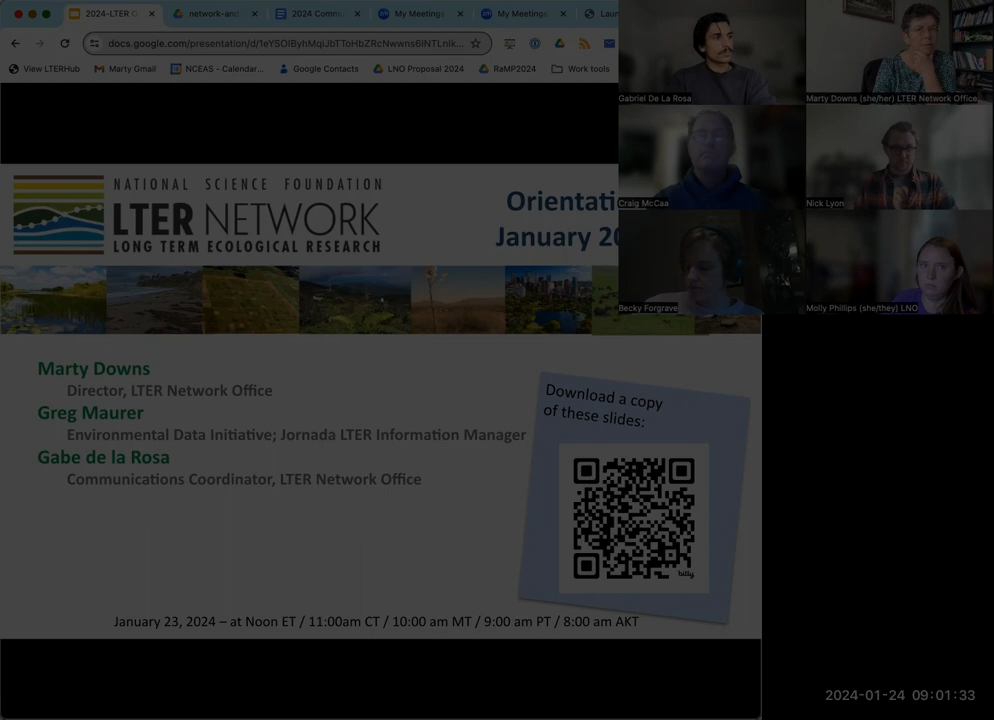 2024-LTER G
network-and
2024 Comm
My Meetings
My Meetings
Laun
docs.google.com/presentation/d/
View LTERHub
Marty Gmail
NCEAS - Calendar...
Google Contacts
LNO Proposal 2024
RaMP2024
Work tools
Gabriel De La Rosa
Marty Downs (she/her) LTER Network Office
Craig McCaa
Nick Lyon
Becky Forgrave
Molly Phillips (she/they) LNO
NATIONAL SCIENCE FOUNDATION
LTER NETWORK
LONG TERM ECOLOGICAL RESEARCH
Orientati
January 20
Marty Downs
Director, LTER Network Office
Greg Maurer
Environmental Data Initiative; Jornada LTER Information Manager
Gabe de la Rosa
Communications Coordinator, LTER Network Office
Download a copy
of these slides:
bitly
January 23, 2024 – at Noon ET / 11:00am CT / 10:00 am MT / 9:00 am PT / 8:00 am AKT
2024-01-24 09:01:33